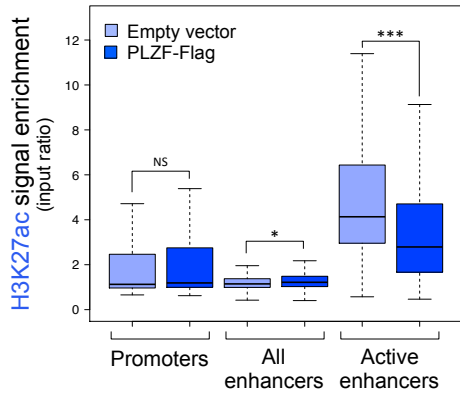 Empty vector
PLZF-Flag
H3K27ac signal enrichment
(input ratio)
12
10
8
6
4
2
0
NS
*
***
Promoters
All
enhancers
Active
enhancers